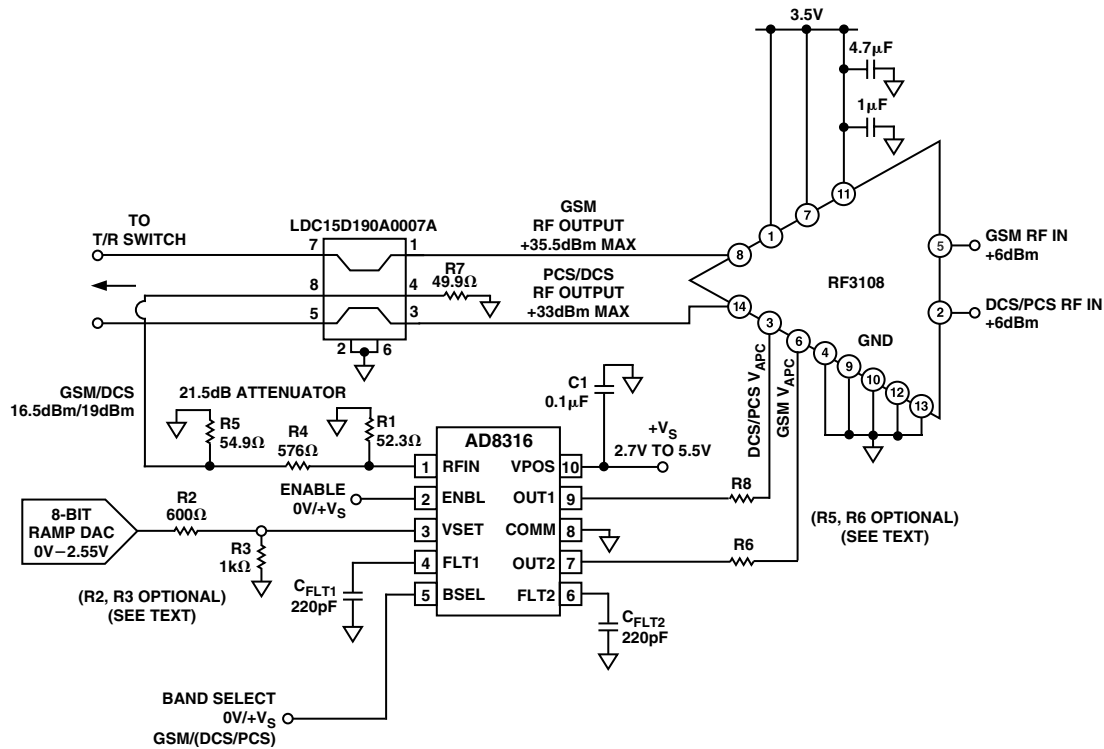 3.5V
4.7µF
1µF
11
7
1
8
14
3
6
4
9
10
12
13
5
2
RF3108
GND
GSM RF IN
+6dBm
DCS/PCS RF IN
+6dBm
TO
T/R SWITCH
LDC15D190A0007A
7
1
8
4
5
3
2
6
GSM
RF OUTPUT
+35.5dBm MAX
R7
49.9Ω
PCS/DCS
RF OUTPUT
+33dBm MAX
DCS/PCS VAPC
GSM VAPC
GSM/DCS
16.5dBm/19dBm
21.5dB ATTENUATOR
R5
54.9Ω
R4
576Ω
R1
52.3Ω
C1
0.1µF
+VS
2.7V TO 5.5V
AD8316
1
RFIN
VPOS
10
2
ENBL
OUT1
9
3
VSET
COMM
8
4
FLT1
OUT2
7
5
BSEL
FLT2
6
ENABLE
0V/+VS
8-BIT
RAMP DAC
0V–2.55V
R2
600Ω
R3
1kΩ
(R2, R3 OPTIONAL)
(SEE TEXT)
CFLT1
220pF
CFLT2
220pF
R8
R6
(R5, R6 OPTIONAL)
(SEE TEXT)
BAND SELECT
0V/+VS
GSM/(DCS/PCS)